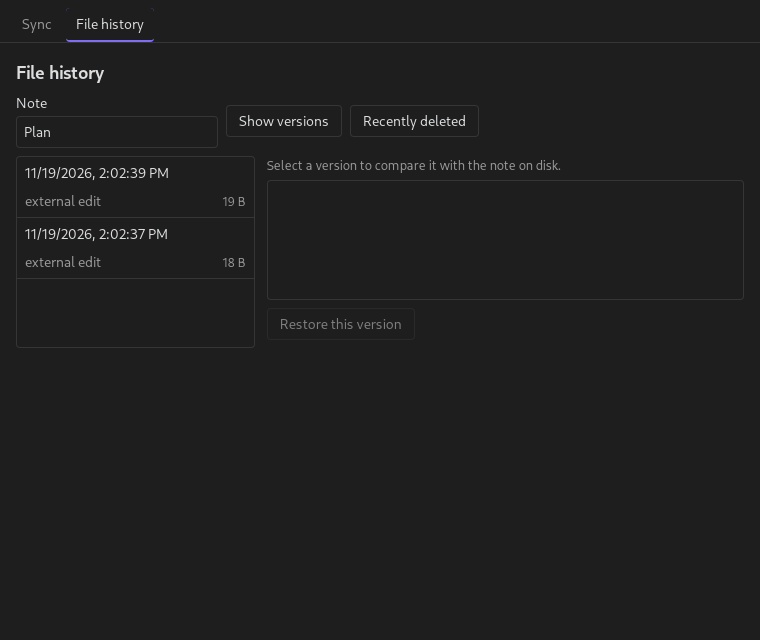 Sync
File history
File history
Note
Plan
Show versions
Recently deleted
11/19/2026, 2:02:39 PM
external edit
19 B
11/19/2026, 2:02:37 PM
external edit
18 B
Select a version to compare it with the note on disk.
Restore this version